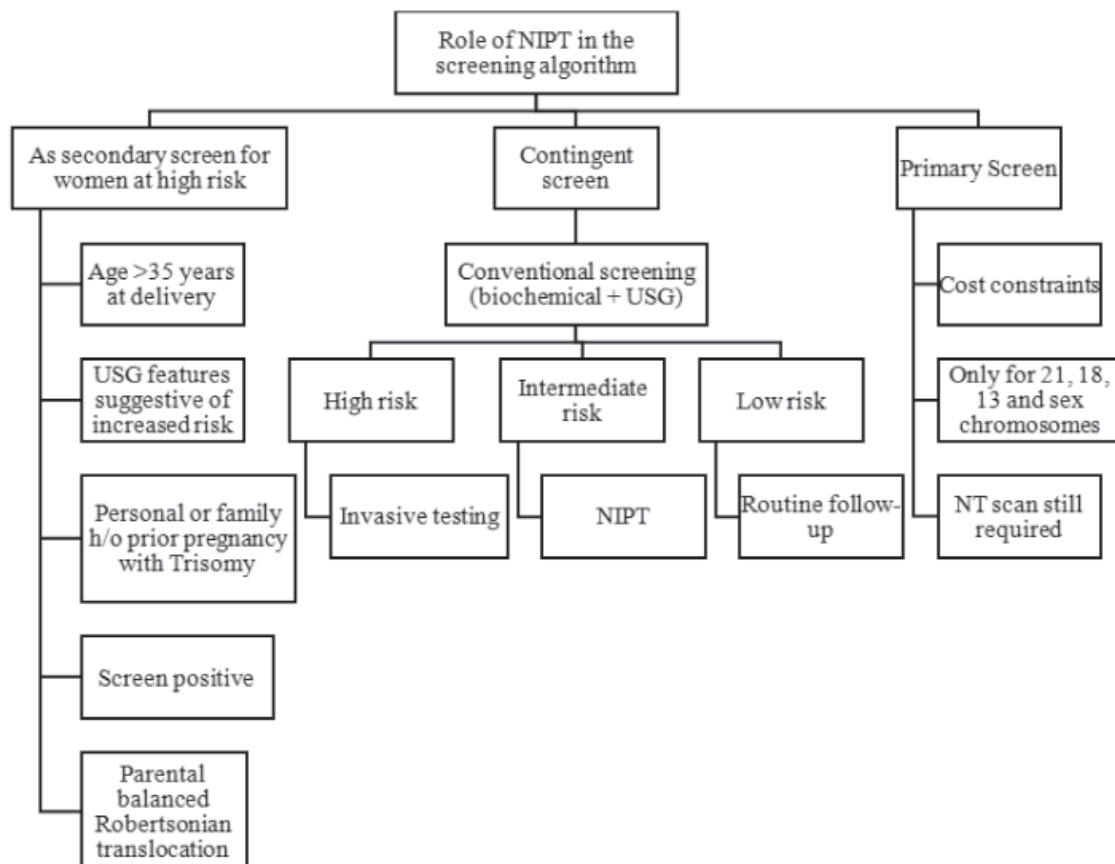 Role of NIPT in the
screening algorithm
As secondary screen for
women at high risk
Age >35 years
at delivery
USG features
suggestive of
increased risk
Personal or family
h/o prior pregnancy
with Trisomy
Screen positive
Parental
balanced
Robertsonian
translocation
Contingent
screen
Conventional screening
(biochemical + USG)
High risk
Invasive testing
Intermediate
risk
NIPT
Low risk
Routine follow-
up
Primary Screen
Cost constraints
Only for 21, 18,
13 and sex
chromosomes
NT scan still
required